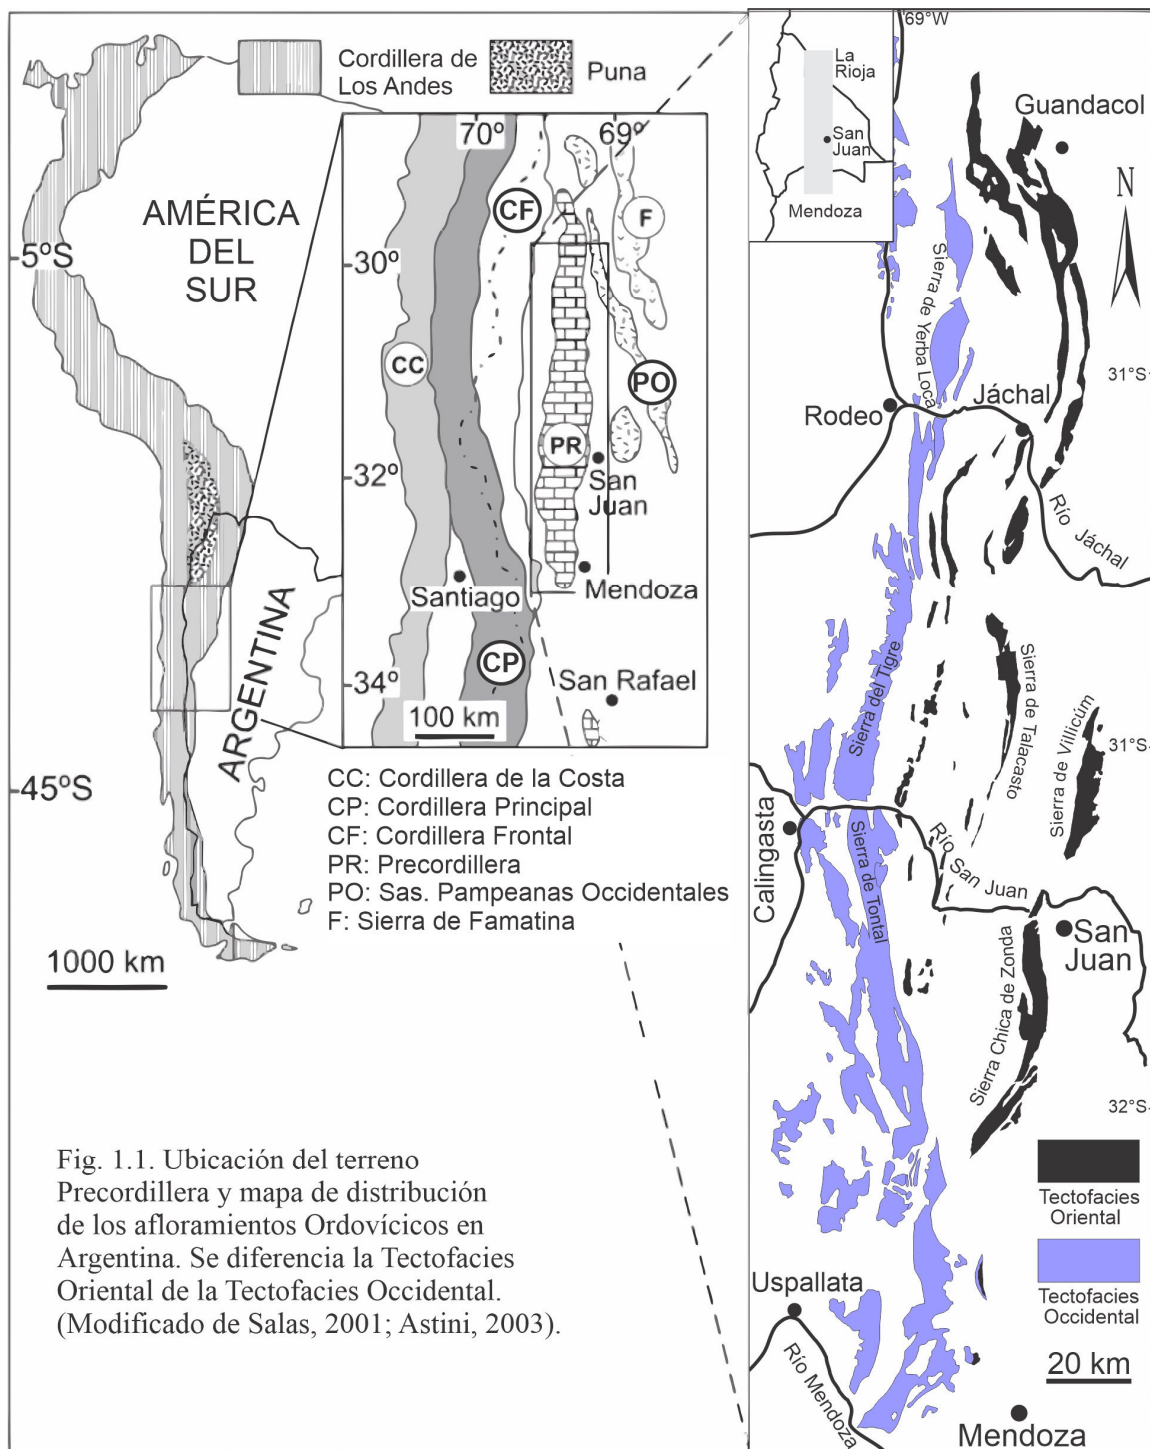 Cordillera de
Los Andes
Puna
AMÉRICA
DEL
SUR
5ºS
45ºS
ARGENTINA
1000 km
70º
69º
30º
32º
34º
CF
F
CC
PO
PR
CP
San
Juan
Santiago
Mendoza
San Rafael
100 km
CC: Cordillera de la Costa
CP: Cordillera Principal
CF: Cordillera Frontal
PR: Precordillera
PO: Sas. Pampeanas Occidentales
F: Sierra de Famatina
Fig. 1.1. Ubicación del terreno
Precordillera y mapa de distribución
de los afloramientos Ordovícicos en
Argentina. Se diferencia la Tectofacies
Oriental de la Tectofacies Occidental.
(Modificado de Salas, 2001; Astini, 2003).
La
Rioja
San
Juan
Mendoza
69°W
Guandacol
N
Sierra de Yerba Loca
31°S
Rodeo
Jáchal
Río Jáchal
Sierra del Tigre
Sierra de Talacasto
Sierra de Villicúm
31°S
Calingasta
Sierra de Tontal
Río San Juan
San
Juan
Sierra Chica de Zonda
32°S
Tectofacies
Oriental
Tectofacies
Occidental
20 km
Uspallata
Río Mendoza
Mendoza